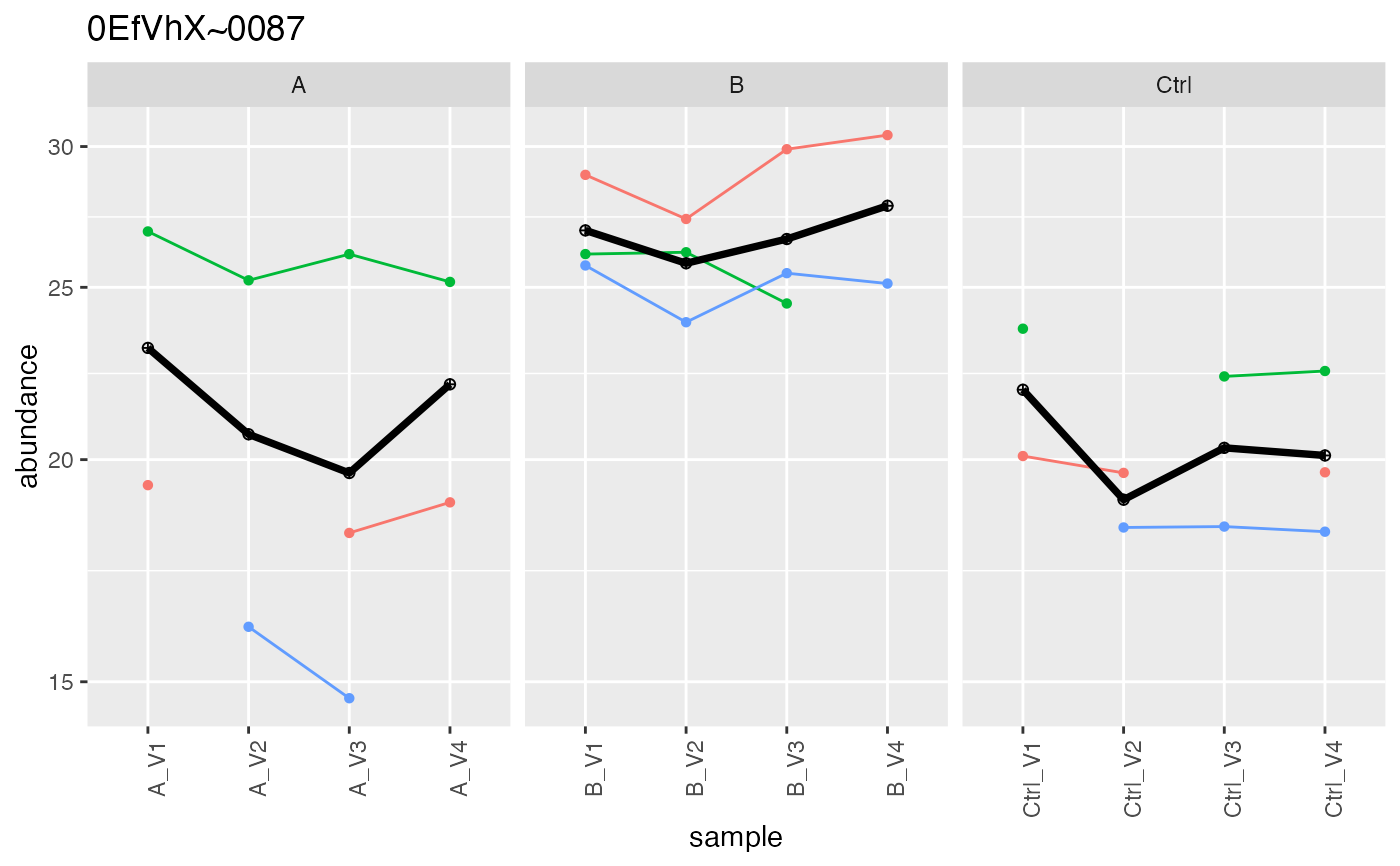 0EfVhX~0087
A
B
Ctrl
abundance
30
25
20
15
A_V1
A_V2
A_V3
A_V4
B_V1
B_V2
B_V3
B_V4
Ctrl_V1
Ctrl_V2
Ctrl_V3
Ctrl_V4
sample